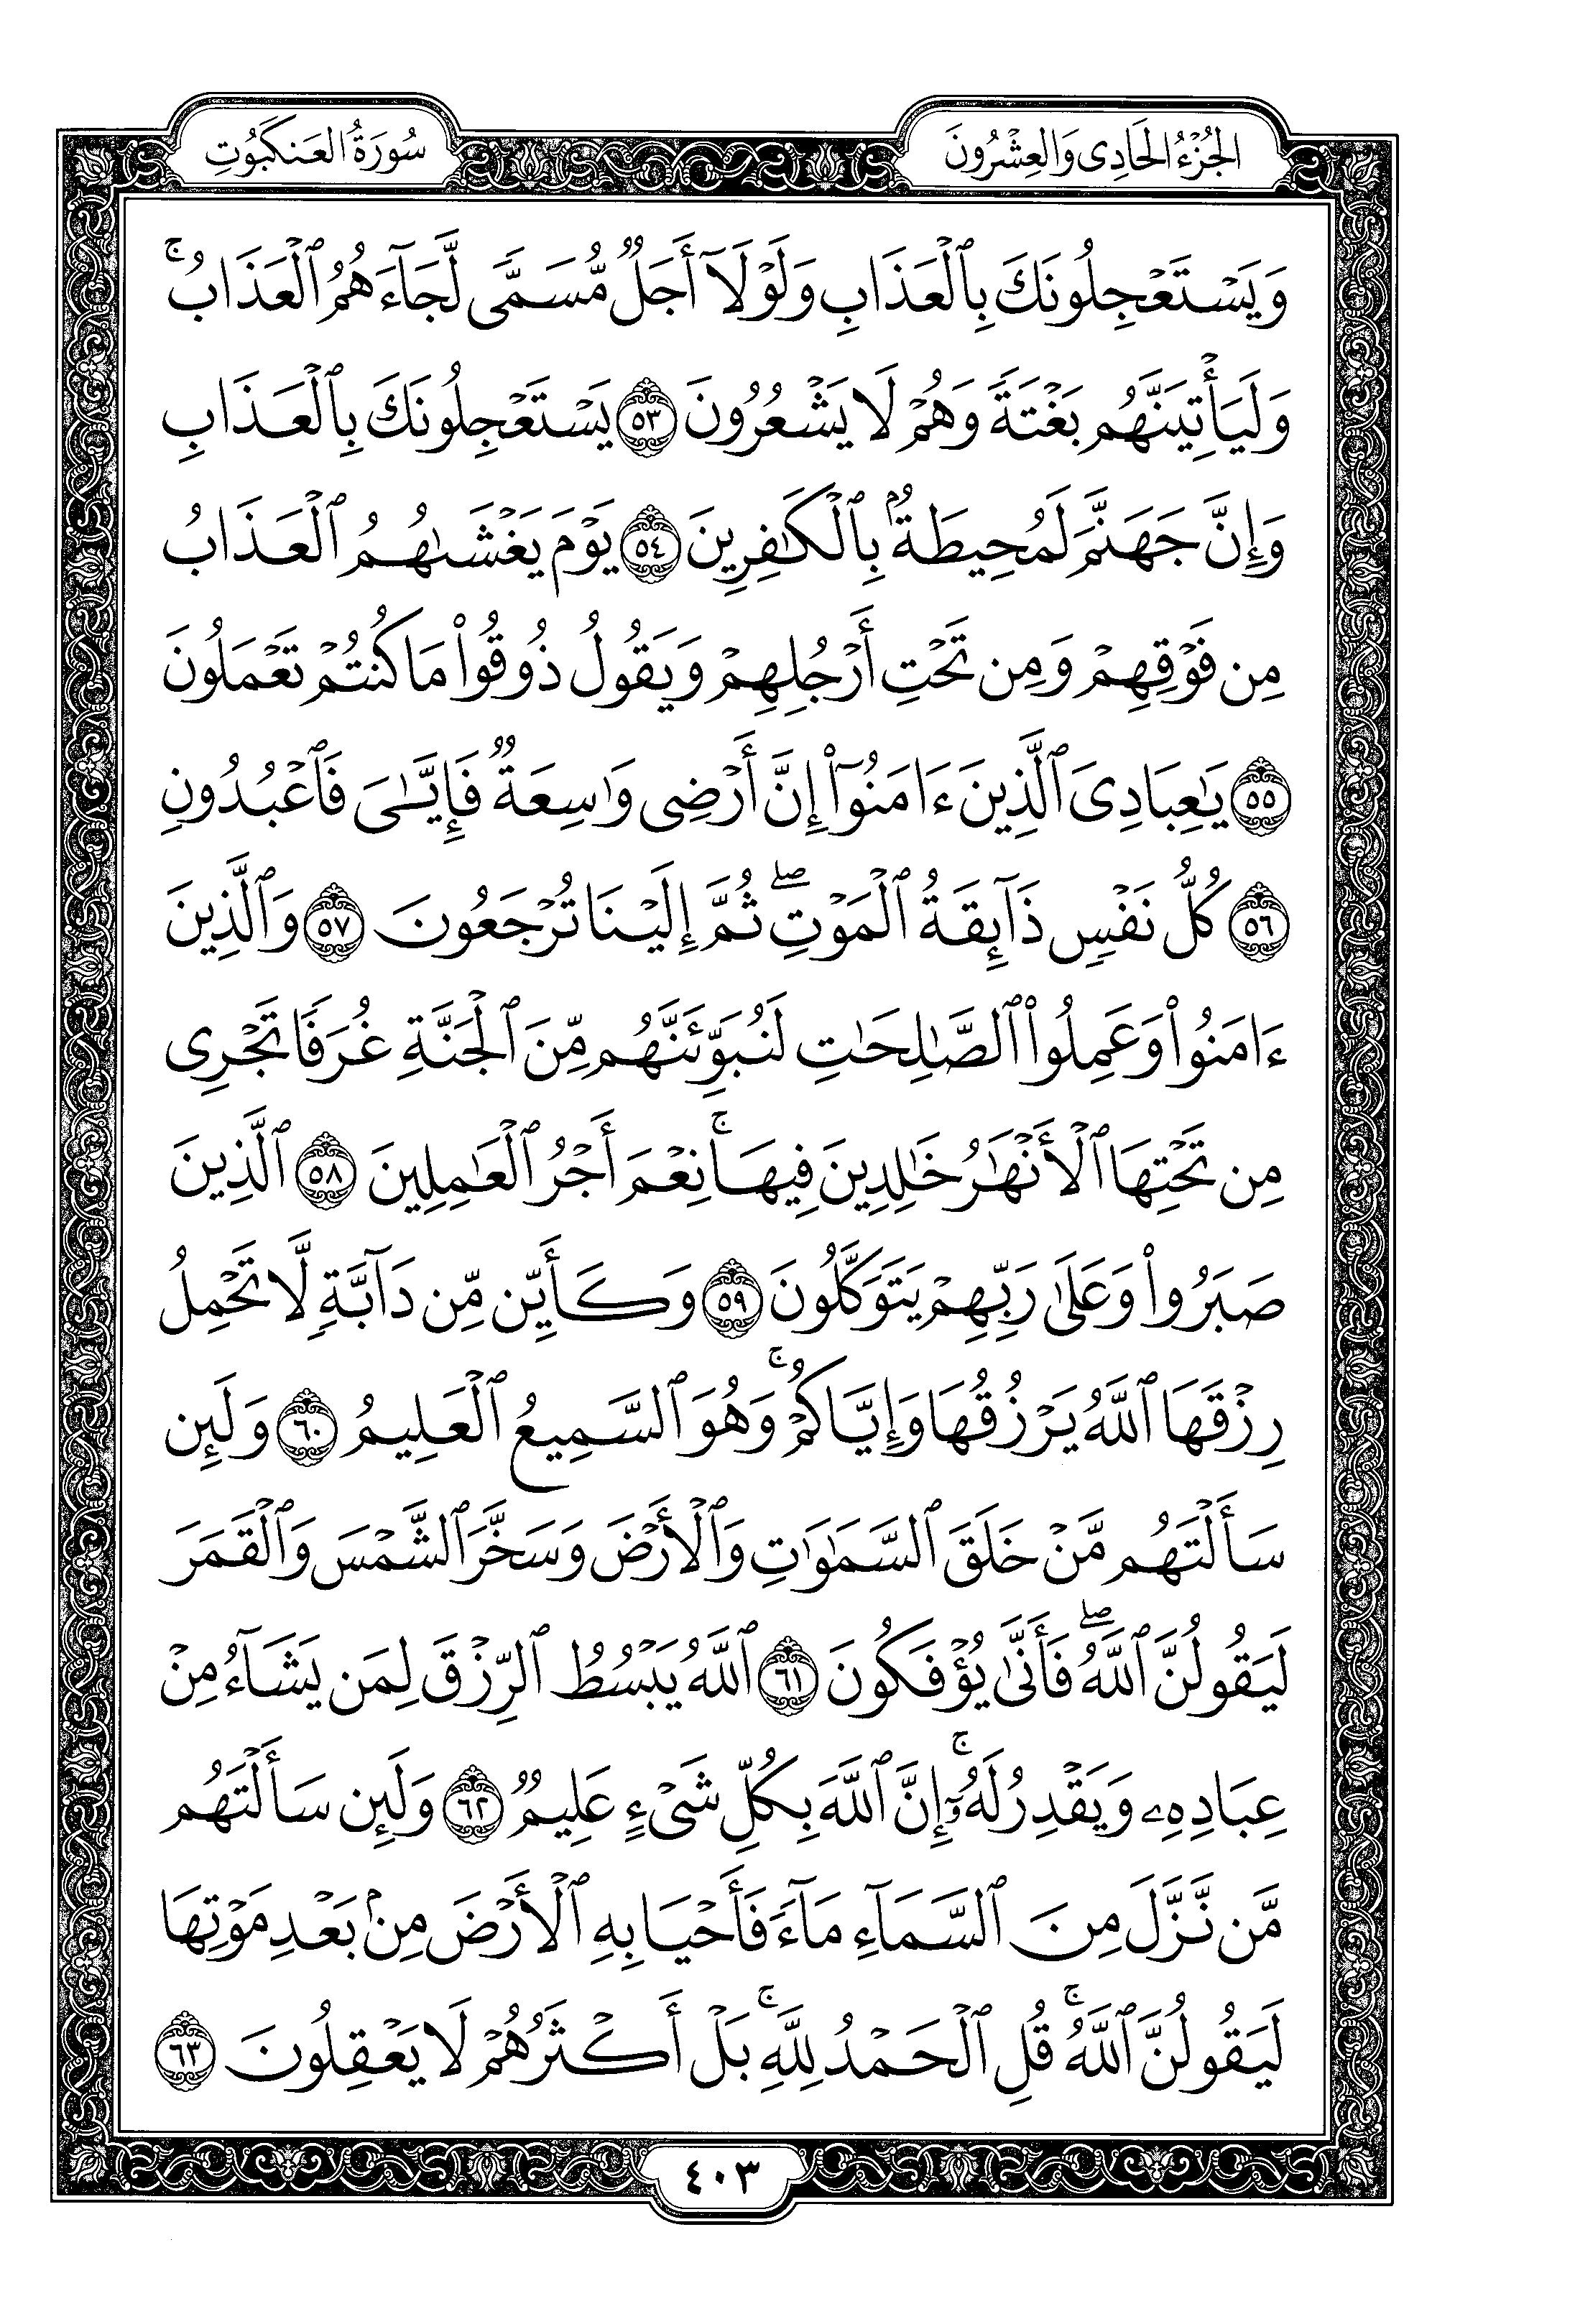 الجُزْءُ الحَادِى وَالعِشْرُونَ
سُورَةُ العَنكَبُوتِ
وَيَسْتَعْجِلُونَكَ بِٱلْعَذَابِ وَلَوْلَآ أَجَلٌ مُّسَمًّى لَّجَآءَهُمُ ٱلْعَذَابُۚ
وَلَيَأْتِيَنَّهُم بَغْتَةً وَهُمْ لَا يَشْعُرُونَ ٥٣ يَسْتَعْجِلُونَكَ بِٱلْعَذَابِ
وَإِنَّ جَهَنَّمَ لَمُحِيطَةٌۢ بِٱلْكَٰفِرِينَ ٥٤ يَوْمَ يَغْشَىٰهُمُ ٱلْعَذَابُ
مِن فَوْقِهِمْ وَمِن تَحْتِ أَرْجُلِهِمْ وَيَقُولُ ذُوقُوا۟ مَا كُنتُمْ تَعْمَلُونَ
٥٥ يَٰعِبَادِىَ ٱلَّذِينَ ءَامَنُوٓا۟ إِنَّ أَرْضِى وَٰسِعَةٌ فَإِيَّٰىَ فَٱعْبُدُونِ
٥٦ كُلُّ نَفْسٍ ذَآئِقَةُ ٱلْمَوْتِۖ ثُمَّ إِلَيْنَا تُرْجَعُونَ ٥٧ وَٱلَّذِينَ
ءَامَنُوا۟ وَعَمِلُوا۟ ٱلصَّٰلِحَٰتِ لَنُبَوِّئَنَّهُم مِّنَ ٱلْجَنَّةِ غُرَفًا تَجْرِى
مِن تَحْتِهَا ٱلْأَنْهَٰرُ خَٰلِدِينَ فِيهَاۚ نِعْمَ أَجْرُ ٱلْعَٰمِلِينَ ٥٨ ٱلَّذِينَ
صَبَرُوا۟ وَعَلَىٰ رَبِّهِمْ يَتَوَكَّلُونَ ٥٩ وَكَأَيِّن مِّن دَآبَّةٍ لَّا تَحْمِلُ
رِزْقَهَا ٱللَّهُ يَرْزُقُهَا وَإِيَّاكُمْۚ وَهُوَ ٱلسَّمِيعُ ٱلْعَلِيمُ ٦٠ وَلَئِن
سَأَلْتَهُم مَّنْ خَلَقَ ٱلسَّمَٰوَٰتِ وَٱلْأَرْضَ وَسَخَّرَ ٱلشَّمْسَ وَٱلْقَمَرَ
لَيَقُولُنَّ ٱللَّهُۖ فَأَنَّىٰ يُؤْفَكُونَ ٦١ ٱللَّهُ يَبْسُطُ ٱلرِّزْقَ لِمَن يَشَآءُ مِنْ
عِبَادِهِۦ وَيَقْدِرُ لَهُۥٓۚ إِنَّ ٱللَّهَ بِكُلِّ شَىْءٍ عَلِيمٌ ٦٢ وَلَئِن سَأَلْتَهُم
مَّن نَّزَّلَ مِنَ ٱلسَّمَآءِ مَآءً فَأَحْيَا بِهِ ٱلْأَرْضَ مِنۢ بَعْدِ مَوْتِهَا
لَيَقُولُنَّ ٱللَّهُۚ قُلِ ٱلْحَمْدُ لِلَّهِۚ بَلْ أَكْثَرُهُمْ لَا يَعْقِلُونَ ٦٣
٤٠٣